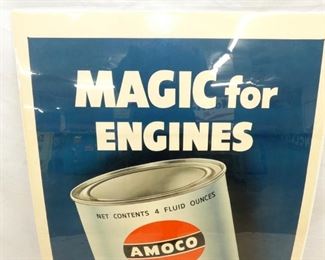 MAGIC for
ENGINES
NET CONTENTS 4 FLUID OUNCES
AMOCO